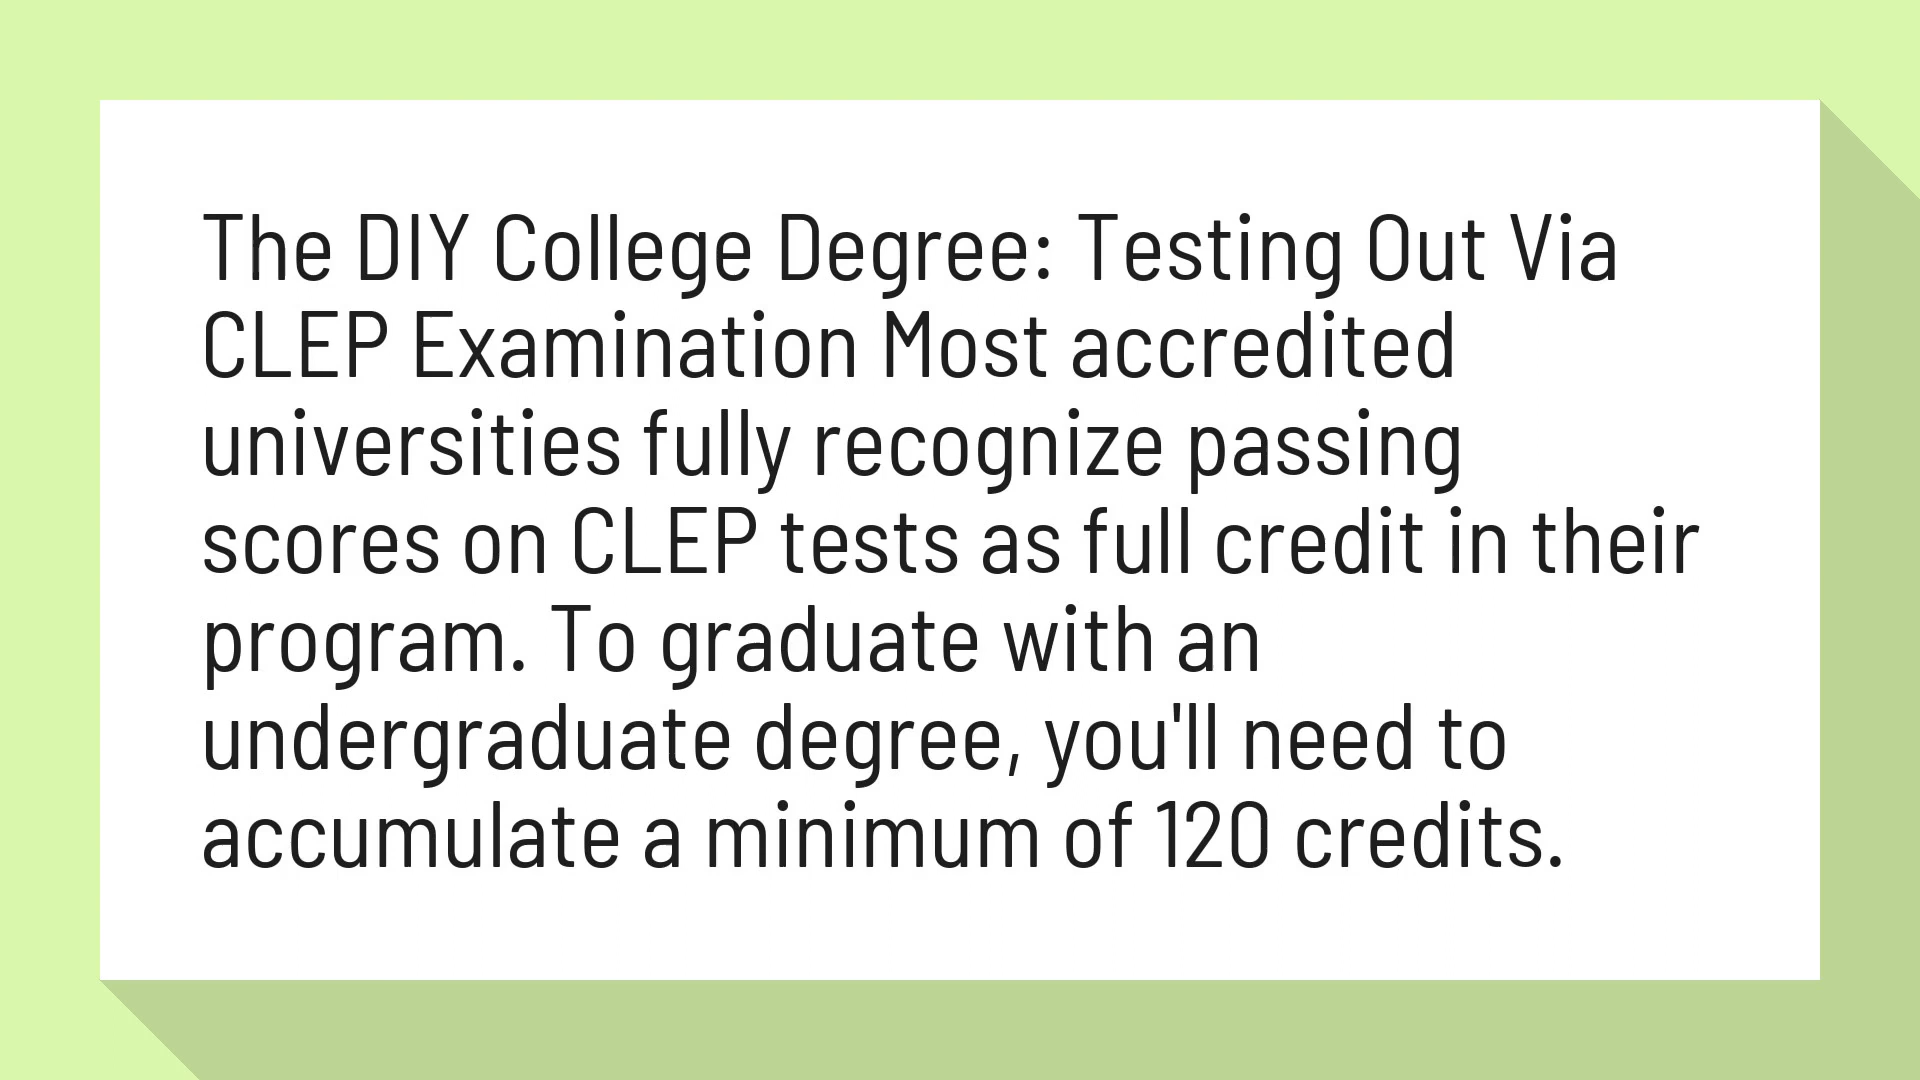 The DIY College Degree: Testing Out Via
CLEP Examination Most accredited
universities fully recognize passing
scores on CLEP tests as full credit in their
program. To graduate with an
undergraduate degree, you'll need to
accumulate a minimum of 120 credits.